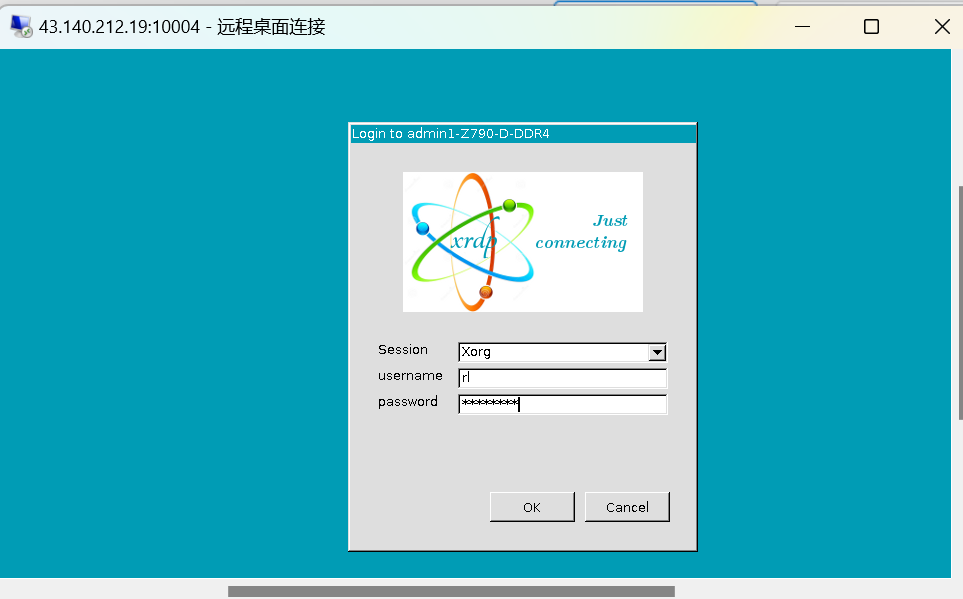 43.140.212.19:10004 - 远程桌面连接
Login to admin1-Z790-D-DDR4
xrdp
Just
connecting
Session
Xorg
username
rl
password
********
OK
Cancel